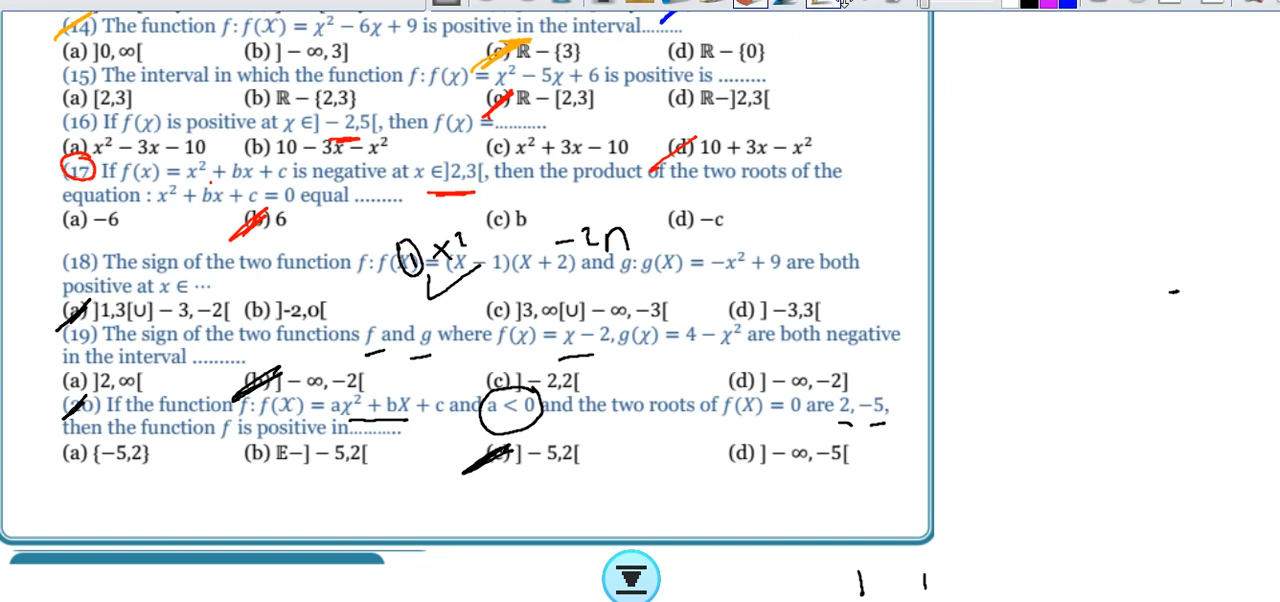 (14) The function f: f(X) = χ² − 6χ + 9 is positive in the interval.........
(a) ]0, ∞[ (b) ] − ∞, 3] (c) ℝ − {3} (d) ℝ − {0}
(15) The interval in which the function f: f(χ) = χ² − 5χ + 6 is positive is .........
(a) [2,3] (b) ℝ − {2,3} (c) ℝ − [2,3] (d) ℝ−]2,3[
(16) If f(χ) is positive at χ ∈] − 2,5[, then f(χ) =...........
(a) x² − 3x − 10 (b) 10 − 3x − x² (c) x² + 3x − 10 (d) 10 + 3x − x²
(17) If f(x) = x² + bx + c is negative at x ∈]2,3[, then the product of the two roots of the
equation : x² + bx + c = 0 equal .........
(a) −6 (b) 6 (c) b (d) −c
1 x² −2
(18) The sign of the two function f: f(X) = (X − 1)(X + 2) and g: g(X) = −x² + 9 are both
positive at x ∈ ⋯
(a) ]1,3[∪] − 3, −2[ (b) ]-2,0[ (c) ]3, ∞[∪] − ∞, −3[ (d) ] −3,3[
(19) The sign of the two functions f and g where f(χ) = χ − 2, g(χ) = 4 − χ² are both negative
in the interval ..........
(a) ]2, ∞[ (b) ] − ∞, −2[ (c) ] − 2,2[ (d) ] − ∞, −2]
(20) If the function f: f(X) = aχ² + bX + c and a < 0 and the two roots of f(X) = 0 are 2, −5,
then the function f is positive in...........
(a) {−5,2} (b) 𝔼−] − 5,2[ (c) ] − 5,2[ (d) ] − ∞, −5[